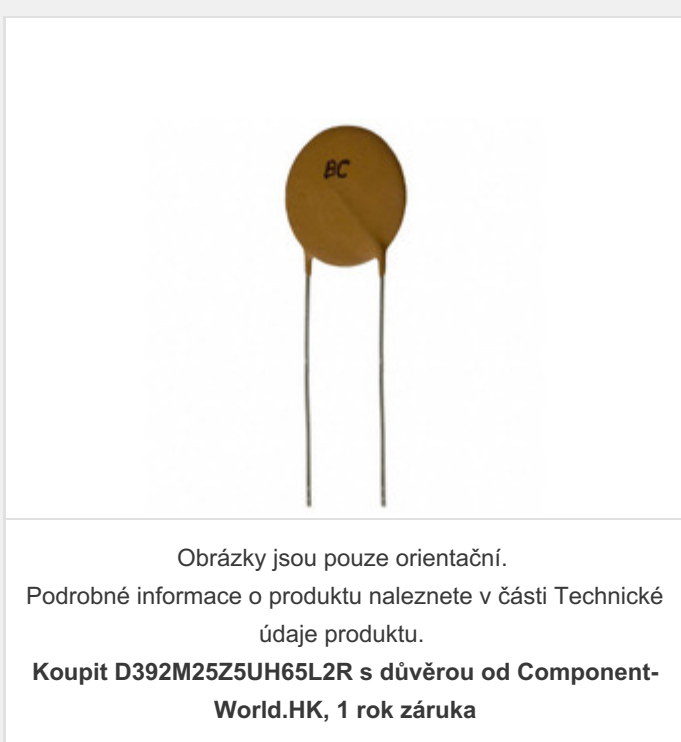 BC
Obrázky jsou pouze orientační.
Podrobné informace o produktu naleznete v části Technické
údaje produktu.
Koupit D392M25Z5UH65L2R s důvěrou od Component-
World.HK, 1 rok záruka